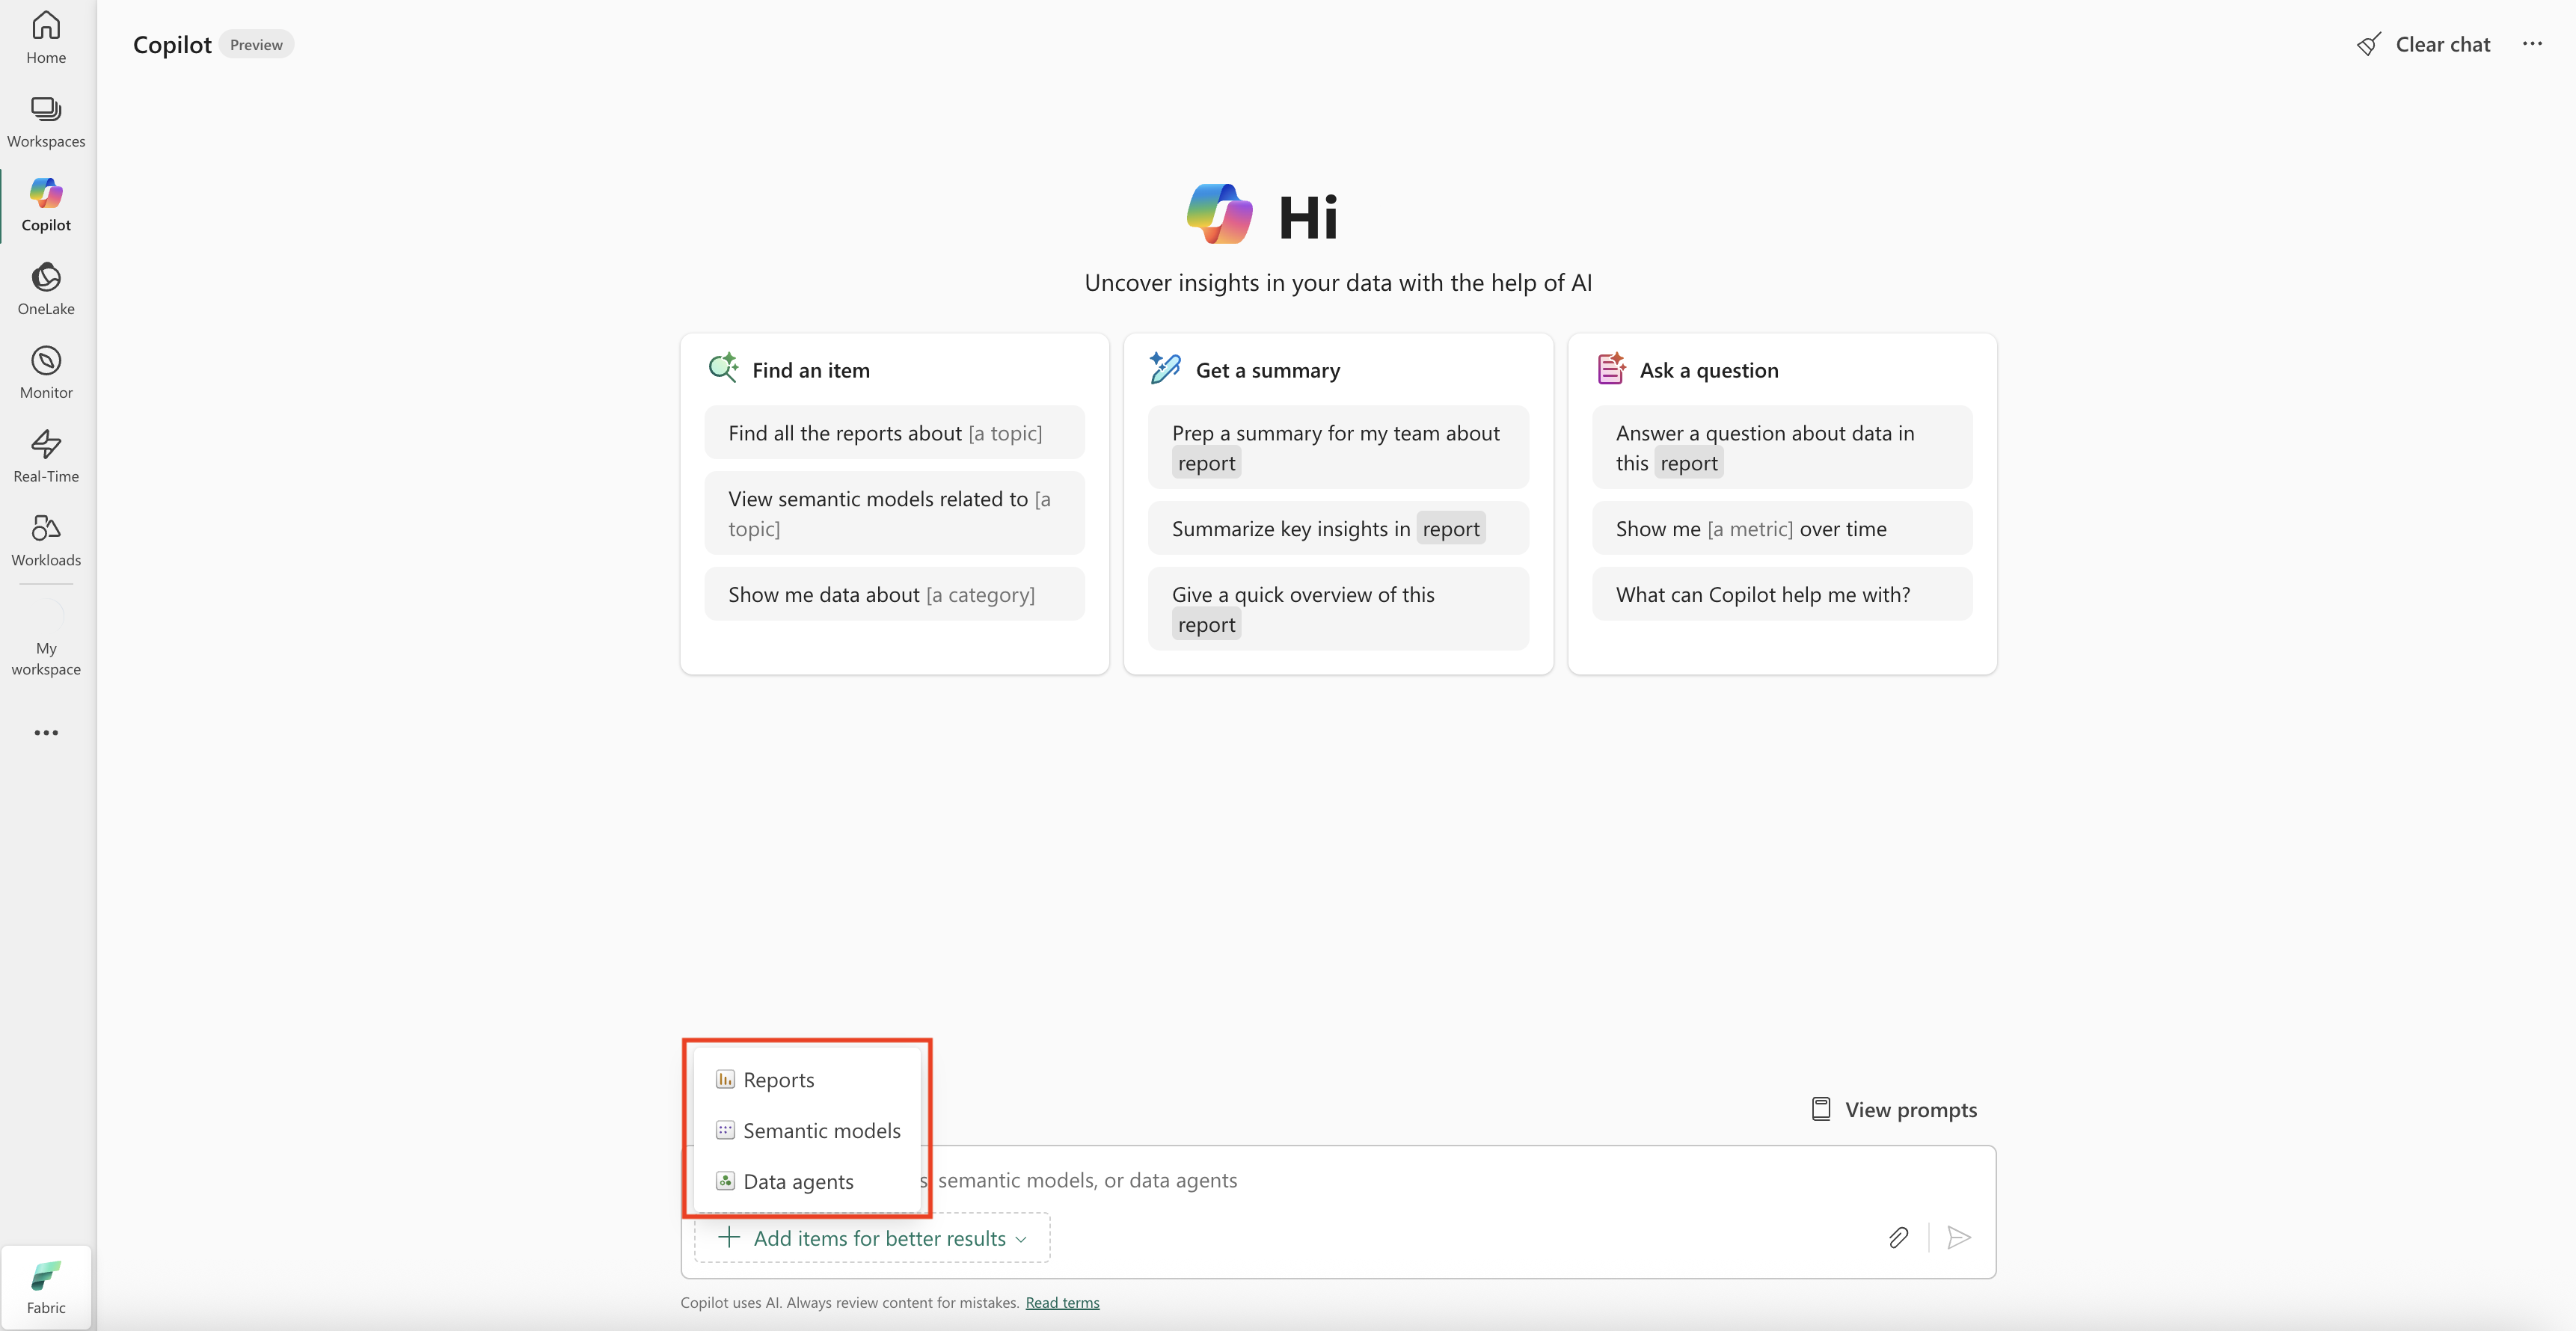 Home
Workspaces
Copilot
OneLake
Monitor
Real-Time
Workloads
My
workspace
Fabric
Copilot Preview
Clear chat
Hi
Uncover insights in your data with the help of AI
Find an item
Find all the reports about [a topic]
View semantic models related to [a
topic]
Show me data about [a category]
Get a summary
Prep a summary for my team about
report
Summarize key insights in report
Give a quick overview of this
report
Ask a question
Answer a question about data in
this report
Show me [a metric] over time
What can Copilot help me with?
Reports
Semantic models
Data agents
View prompts
s, semantic models, or data agents
Add items for better results
Copilot uses AI. Always review content for mistakes. Read terms